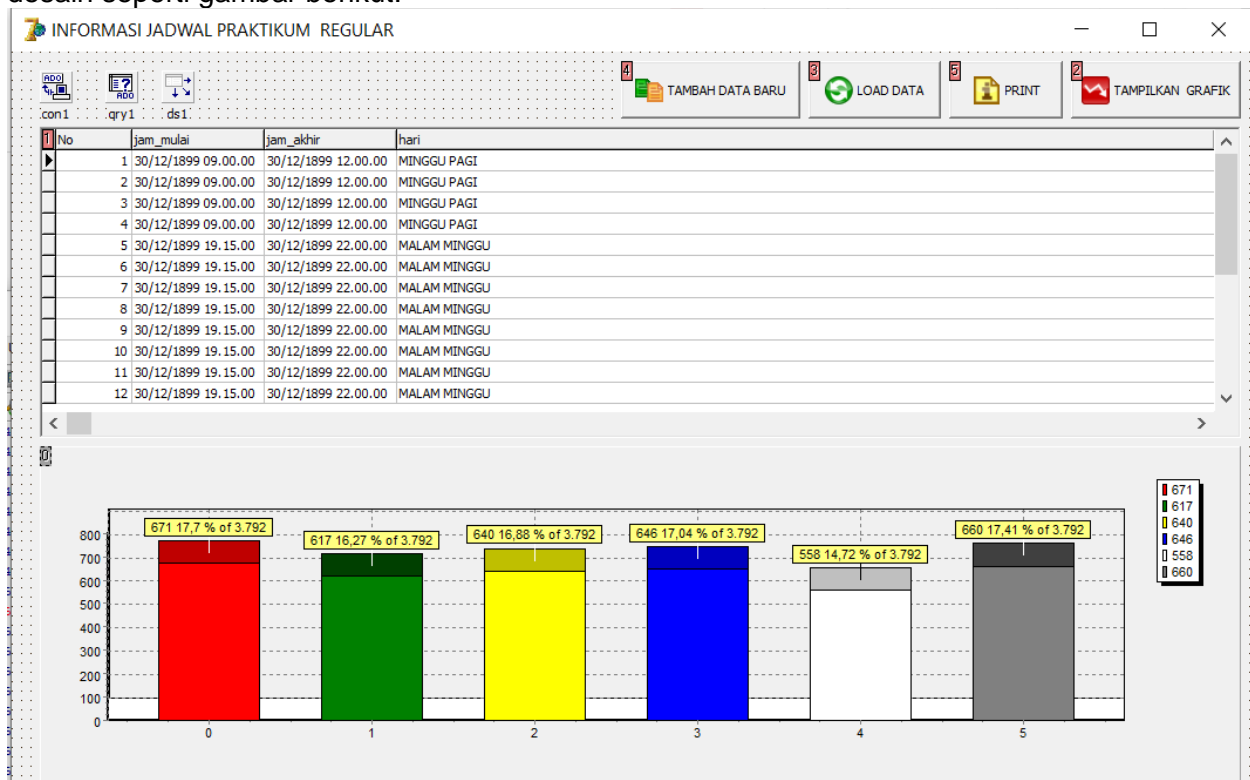 desain seperti gambar berikut.
INFORMASI JADWAL PRAKTIKUM REGULAR
4 TAMBAH DATA BARU 3 LOAD DATA 5 PRINT 2 TAMPILKAN GRAFIK
ADO ? ADO
con1 qry1 ds1
1 No jam_mulai jam_akhir hari
1 30/12/1899 09.00.00 30/12/1899 12.00.00 MINGGU PAGI
2 30/12/1899 09.00.00 30/12/1899 12.00.00 MINGGU PAGI
3 30/12/1899 09.00.00 30/12/1899 12.00.00 MINGGU PAGI
4 30/12/1899 09.00.00 30/12/1899 12.00.00 MINGGU PAGI
5 30/12/1899 19.15.00 30/12/1899 22.00.00 MALAM MINGGU
6 30/12/1899 19.15.00 30/12/1899 22.00.00 MALAM MINGGU
7 30/12/1899 19.15.00 30/12/1899 22.00.00 MALAM MINGGU
8 30/12/1899 19.15.00 30/12/1899 22.00.00 MALAM MINGGU
9 30/12/1899 19.15.00 30/12/1899 22.00.00 MALAM MINGGU
10 30/12/1899 19.15.00 30/12/1899 22.00.00 MALAM MINGGU
11 30/12/1899 19.15.00 30/12/1899 22.00.00 MALAM MINGGU
12 30/12/1899 19.15.00 30/12/1899 22.00.00 MALAM MINGGU
0
671 17,7 % of 3.792
617 16,27 % of 3.792
640 16,88 % of 3.792
646 17,04 % of 3.792
558 14,72 % of 3.792
660 17,41 % of 3.792
671
617
640
646
558
660
800
700
600
500
400
300
200
100
0
0 1 2 3 4 5